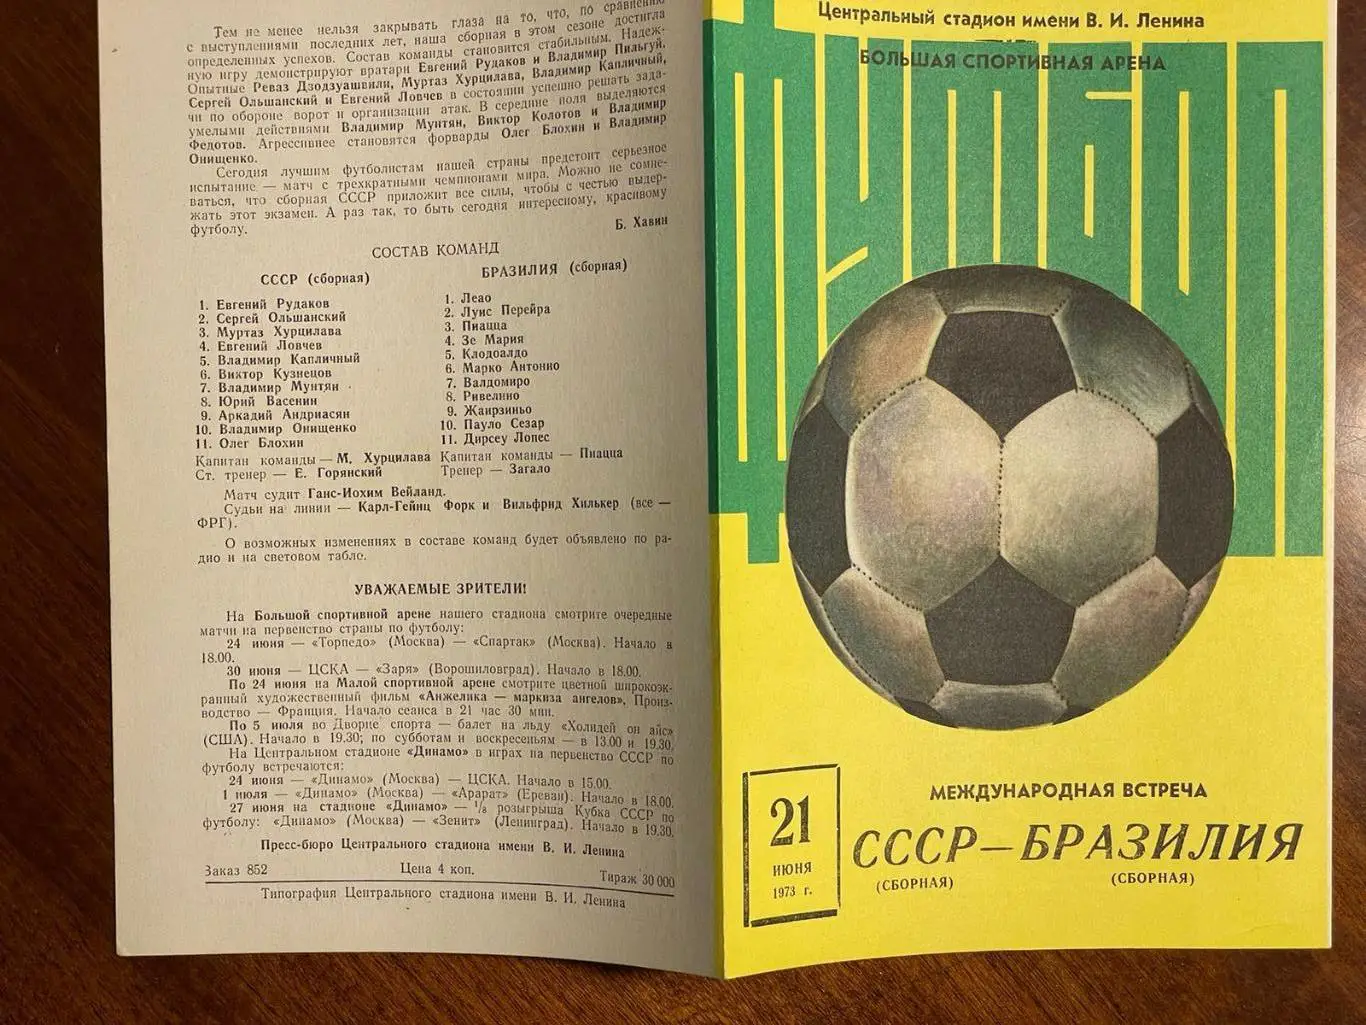 Тем не менее нельзя закрывать глаза на то, что, по сравнению
с выступлениями последних лет, наша сборная в этом сезоне достигла
определенных успехов. Состав команды становится стабильным. Надеж-
ную игру демонстрируют вратари Евгений Рудаков и Владимир Пильгуй.
Опытные Реваз Дзодзуашвили, Муртаз Хурцилава, Владимир Капличный,
Сергей Ольшанский и Евгений Ловчев в состоянии успешно решать зада-
чи по обороне ворот и организации атак. В середине поля выделяются
умелыми действиями Владимир Мунтян, Виктор Колотов и Владимир
Федотов. Агрессивнее становятся форварды Олег Блохин и Владимир
Онищенко.
Сегодня лучшим футболистам нашей страны предстоит серьезное
испытание — матч с трехкратными чемпионами мира. Можно не сомне-
ваться, что сборная СССР приложит все силы, чтобы с честью выдер-
жать этот экзамен. А раз так, то быть сегодня интересному, красивому
футболу.
Б. Хавин
СОСТАВ КОМАНД
СССР (сборная)
1. Евгений Рудаков
2. Сергей Ольшанский
3. Муртаз Хурцилава
4. Евгений Ловчев
5. Владимир Капличный
6. Виктор Кузнецов
7. Владимир Мунтян
8. Юрий Васенин
9. Аркадий Андриасян
10. Владимир Онищенко
11. Олег Блохин
Капитан команды — М. Хурцилава
Ст. тренер — Е. Горянский
БРАЗИЛИЯ (сборная)
1. Леао
2. Луис Перейра
3. Пиацца
4. Зе Мария
5. Клодоалдо
6. Марко Антонио
7. Валдомиро
8. Ривелино
9. Жаирзиньо
10. Пауло Сезар
11. Дирсеу Лопес
Капитан команды — Пиацца
Тренер — Загало
Матч судит Ганс-Иохим Вейланд.
Судьи на линии — Карл-Гейнц Форк и Вильфрид Хилькер (все —
ФРГ).
О возможных изменениях в составе команд будет объявлено по ра-
дио и на световом табло.
УВАЖАЕМЫЕ ЗРИТЕЛИ!
На Большой спортивной арене нашего стадиона смотрите очередные
матчи на первенство страны по футболу:
24 июня — «Торпедо» (Москва) — «Спартак» (Москва). Начало в
18.00.
30 июня — ЦСКА — «Заря» (Ворошиловград). Начало в 18.00.
По 24 июня на Малой спортивной арене смотрите цветной широкоэк-
ранный художественный фильм «Анжелика — маркиза ангелов», Произ-
водство — Франция. Начало сеанса в 21 час 30 мин.
По 5 июля во Дворце спорта — балет на льду «Холидей он айс»
(США). Начало в 19.30; по субботам и воскресеньям — в 13.00 и 19.30.
На Центральном стадионе «Динамо» в играх на первенство СССР по
футболу встречаются:
24 июня — «Динамо» (Москва) — ЦСКА. Начало в 15.00.
1 июля — «Динамо» (Москва) — «Арарат» (Ереван). Начало в 18.00.
27 июня на стадионе «Динамо» — 1/8 розыгрыша Кубка СССР по
футболу: «Динамо» (Москва) — «Зенит» (Ленинград). Начало в 19.30.
Пресс-бюро Центрального стадиона имени В. И. Ленина
Заказ 852 Цена 4 коп. Тираж 30 000
Типография Центрального стадиона имени В. И. Ленина
Центральный стадион имени В. И. Ленина
БОЛЬШАЯ СПОРТИВНАЯ АРЕНА
ФУТБОЛ
21
ИЮНЯ
1973 г.
МЕЖДУНАРОДНАЯ ВСТРЕЧА
СССР — БРАЗИЛИЯ
(СБОРНАЯ) (СБОРНАЯ)